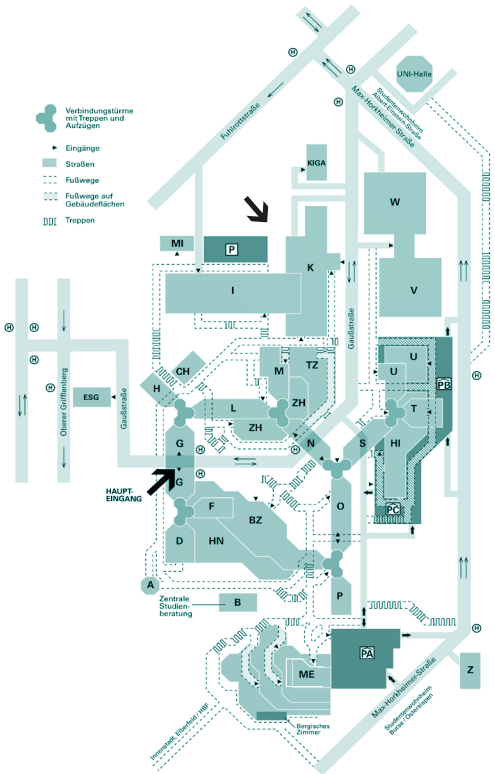 H
H
UNI-Halle
Studentenwohnheim
Albert-Einstein-Straße
Max-Horkheimer-Straße
Fuhlrottstraße
Verbindungstürme
mit Treppen und
Aufzügen
Eingänge
Straßen
Fußwege
Fußwege auf
Gebäudeflächen
Treppen
KIGA
W
MI
P
K
I
V
Gaußstraße
H
H
H
H
H
Oberer Grifflenberg
Gaußstraße
ESG
CH
H
M
TZ
U
U
PB
L
ZH
ZH
T
G
N
S
HI
H
H
G
HAUPT-
EINGANG
F
BZ
O
PC
D
HN
A
Zentrale
Studien-
beratung
B
P
H
PA
ME
Z
Max-Horkheimer-Straße
Studentenwohnheim
Burse / Ostersiepen
Bergisches
Zimmer
Innenstadt, Elberfeld / HBF